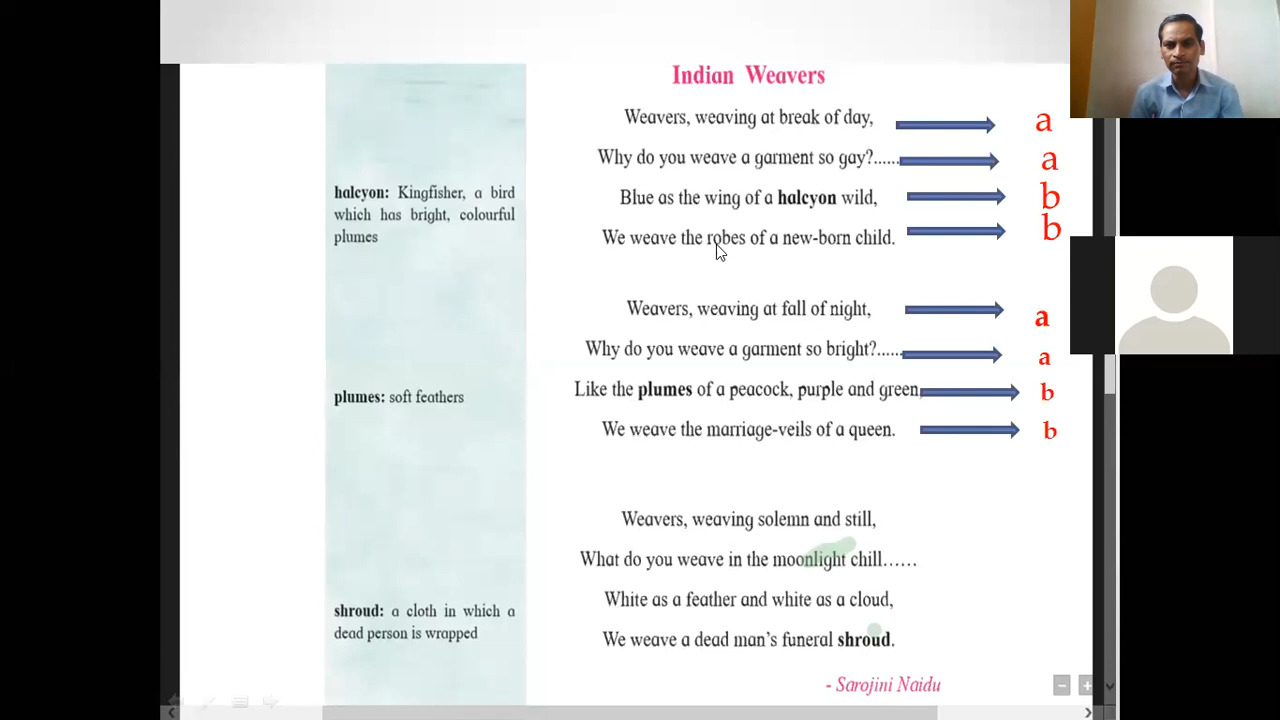 Indian Weavers
Weavers, weaving at break of day,
a
Why do you weave a garment so gay?......
a
halcyon: Kingfisher, a bird
which has bright, colourful
plumes
Blue as the wing of a halcyon wild,
b
We weave the robes of a new-born child.
b
Weavers, weaving at fall of night,
a
Why do you weave a garment so bright?......
a
plumes: soft feathers
Like the plumes of a peacock, purple and green,
b
We weave the marriage-veils of a queen.
b
Weavers, weaving solemn and still,
What do you weave in the moonlight chill......
shroud: a cloth in which a
dead person is wrapped
White as a feather and white as a cloud,
We weave a dead man's funeral shroud.
- Sarojini Naidu